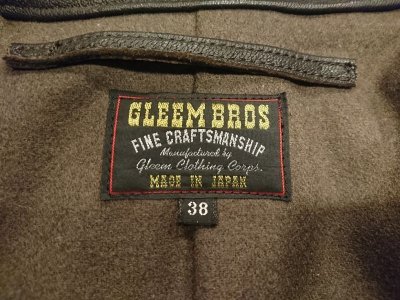 GLEEM BROS
FINE CRAFTSMANSHIP
Manufactured by
Gleem Clothing Corps.
MADE IN JAPAN
38